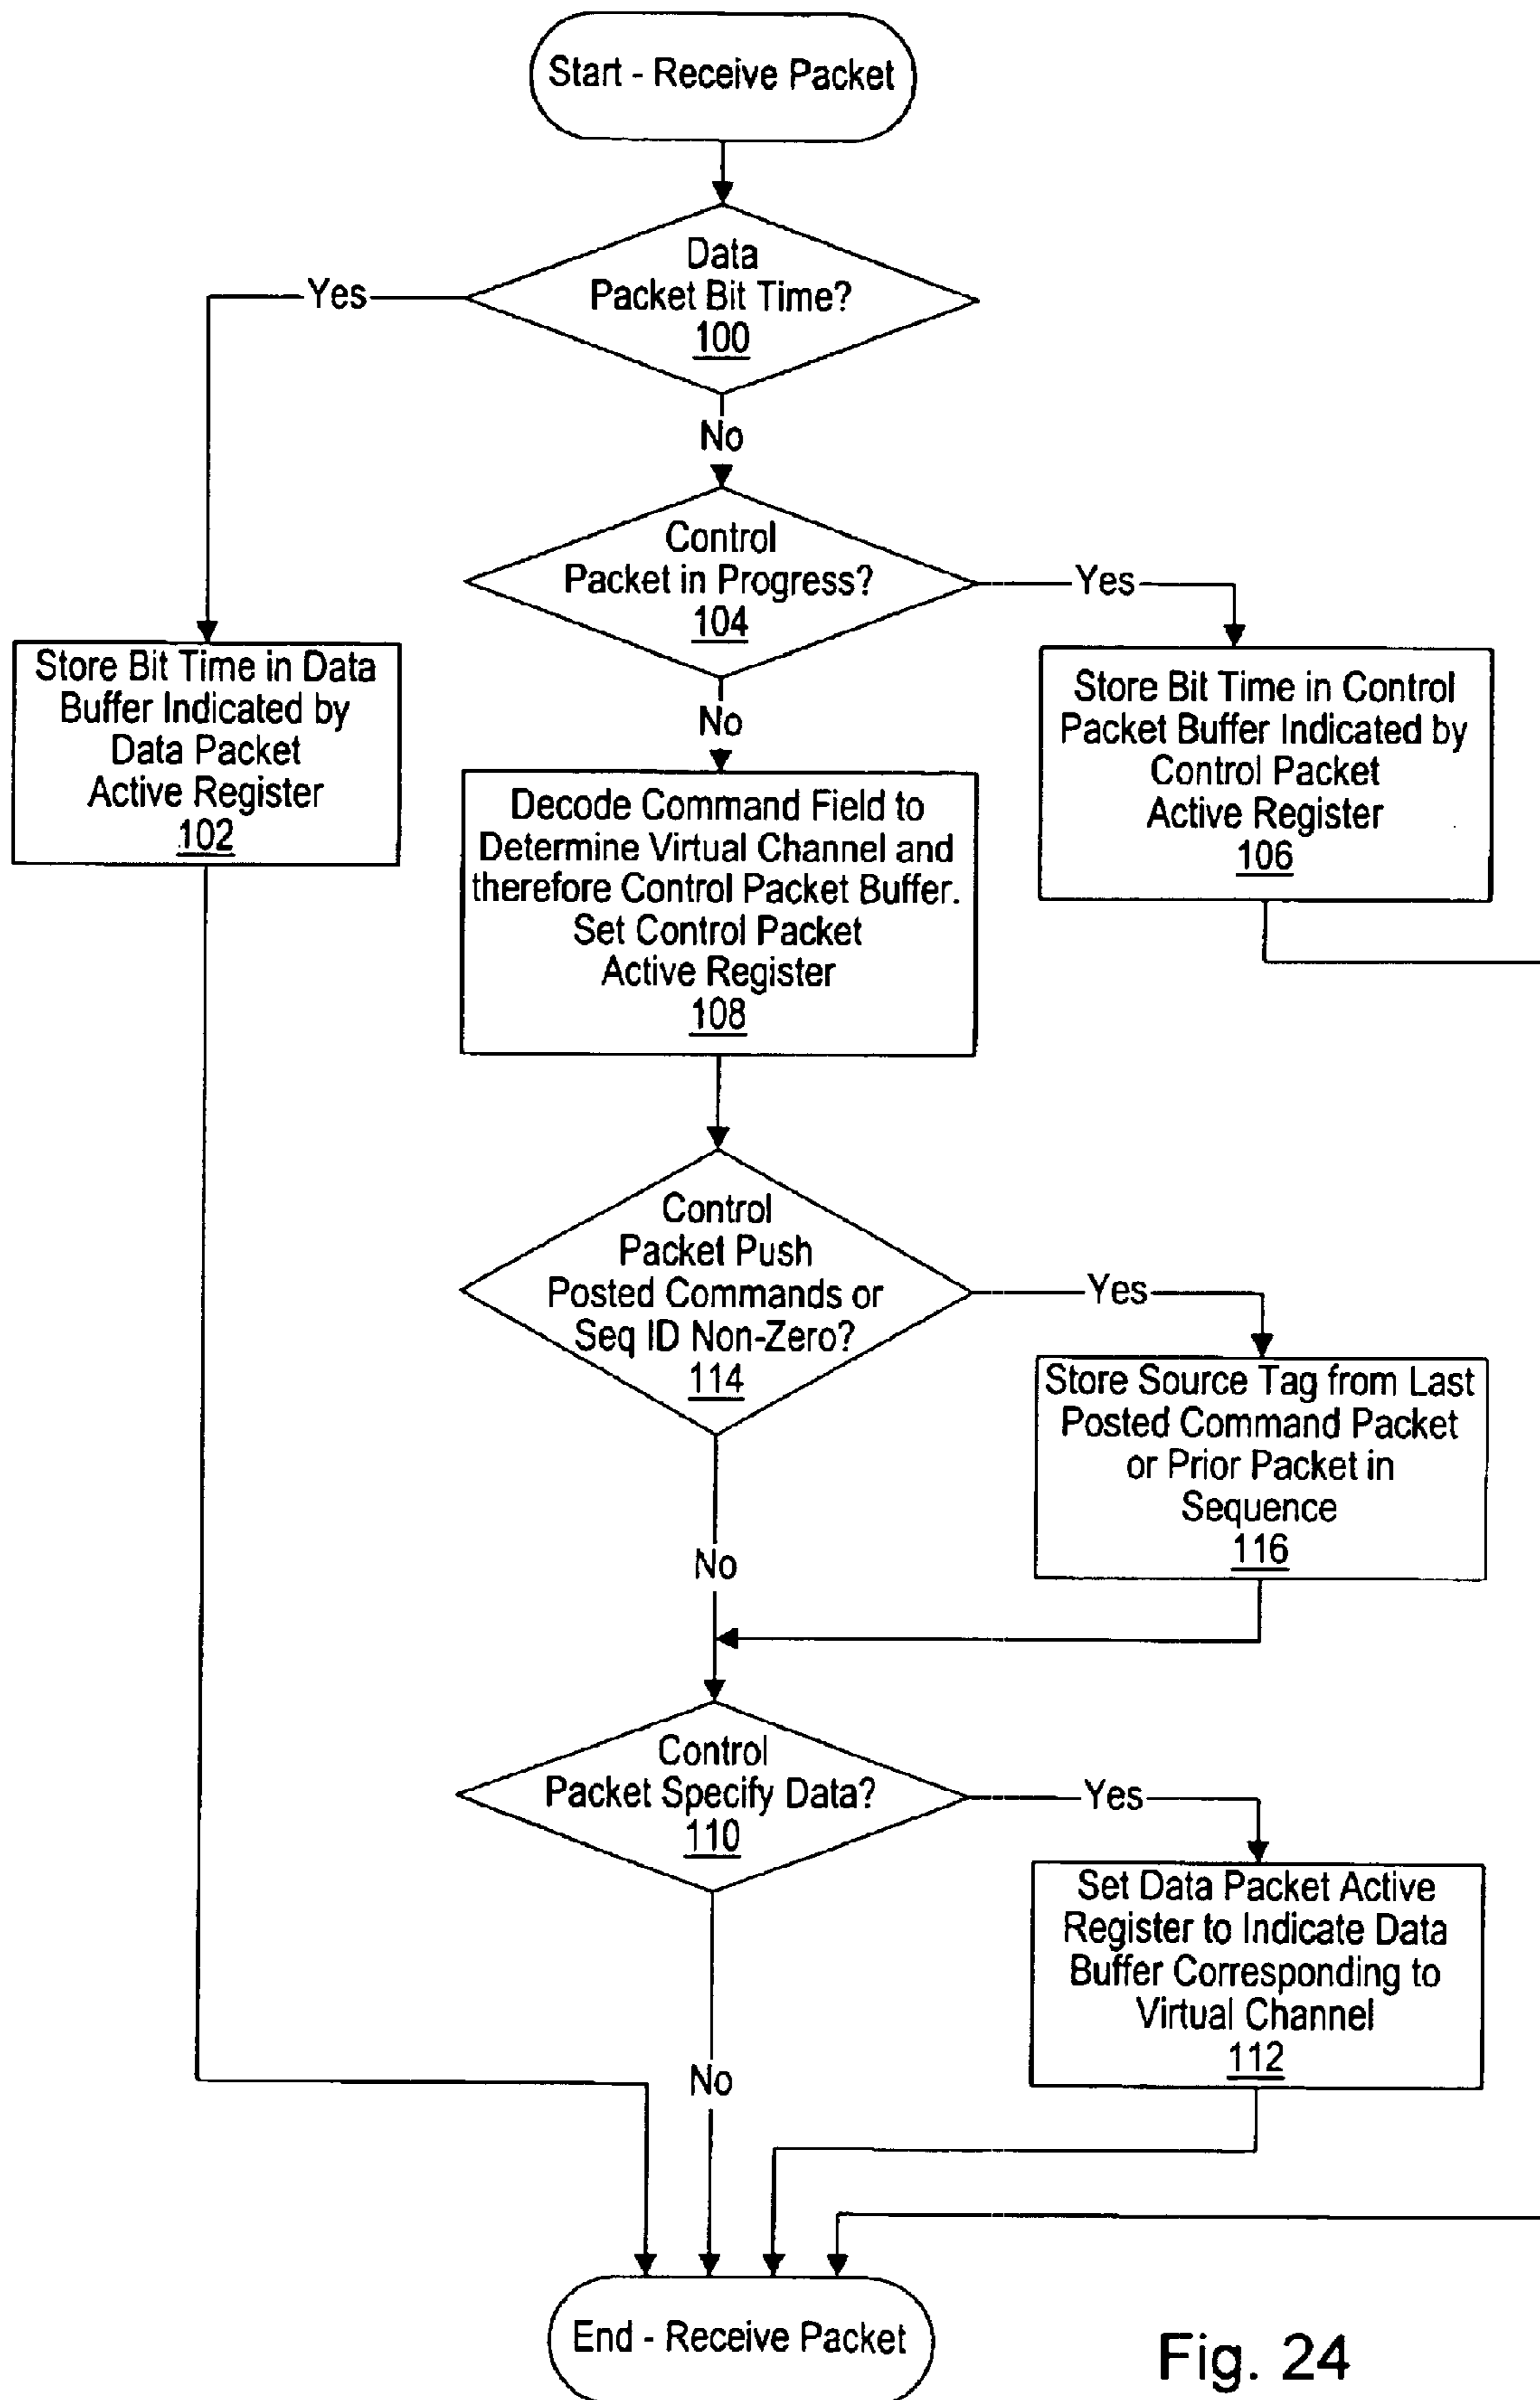 Start - Receive Packet
Data
Packet Bit Time?
100
Yes
No
Control
Packet in Progress?
104
Yes
No
Store Bit Time in Data
Buffer Indicated by
Data Packet
Active Register
102
Store Bit Time in Control
Packet Buffer Indicated by
Control Packet
Active Register
106
Decode Command Field to
Determine Virtual Channel and
therefore Control Packet Buffer.
Set Control Packet
Active Register
108
Control
Packet Push
Posted Commands or
Seq ID Non-Zero?
114
Yes
Store Source Tag from Last
Posted Command Packet
or Prior Packet in
Sequence
116
No
Control
Packet Specify Data?
110
Yes
Set Data Packet Active
Register to Indicate Data
Buffer Corresponding to
Virtual Channel
112
No
End - Receive Packet
Fig. 24